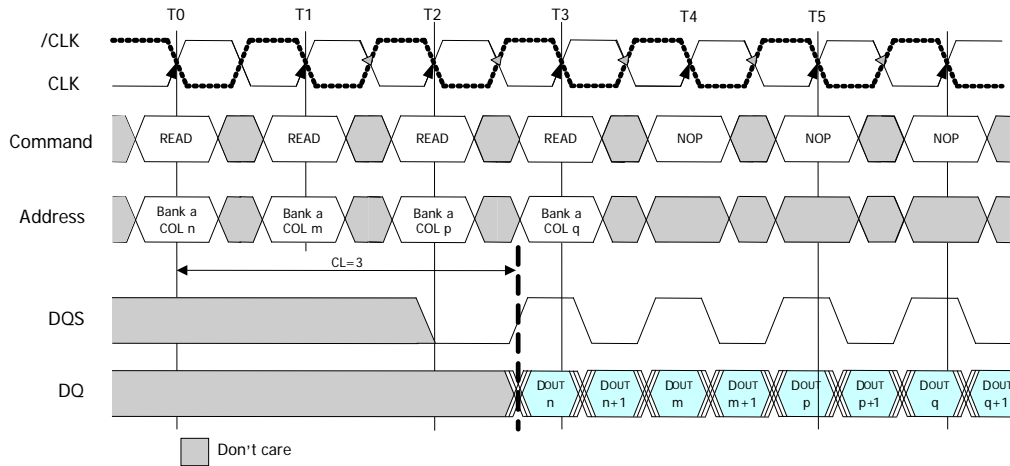 T0 T1 T2 T3 T4 T5
/CLK
CLK
Command READ READ READ READ NOP NOP NOP
Address Bank a Bank a Bank a Bank a
COL n COL m COL p COL q
CL=3
DQS
DQ DOUT DOUT DOUT DOUT DOUT DOUT DOUT DOUT
n n+1 m m+1 p p+1 q q+1
Don't care